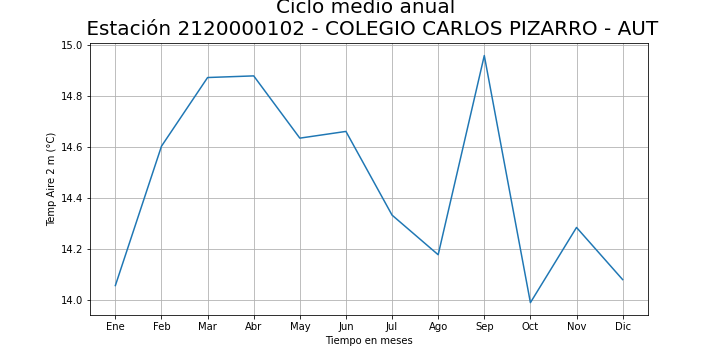 Ciclo medio anual
Estación 2120000102 - COLEGIO CARLOS PIZARRO - AUT
15.0
14.8
14.6
14.4
14.2
14.0
Temp Aire 2 m (°C)
Ene Feb Mar Abr May Jun Jul Ago Sep Oct Nov Dic
Tiempo en meses